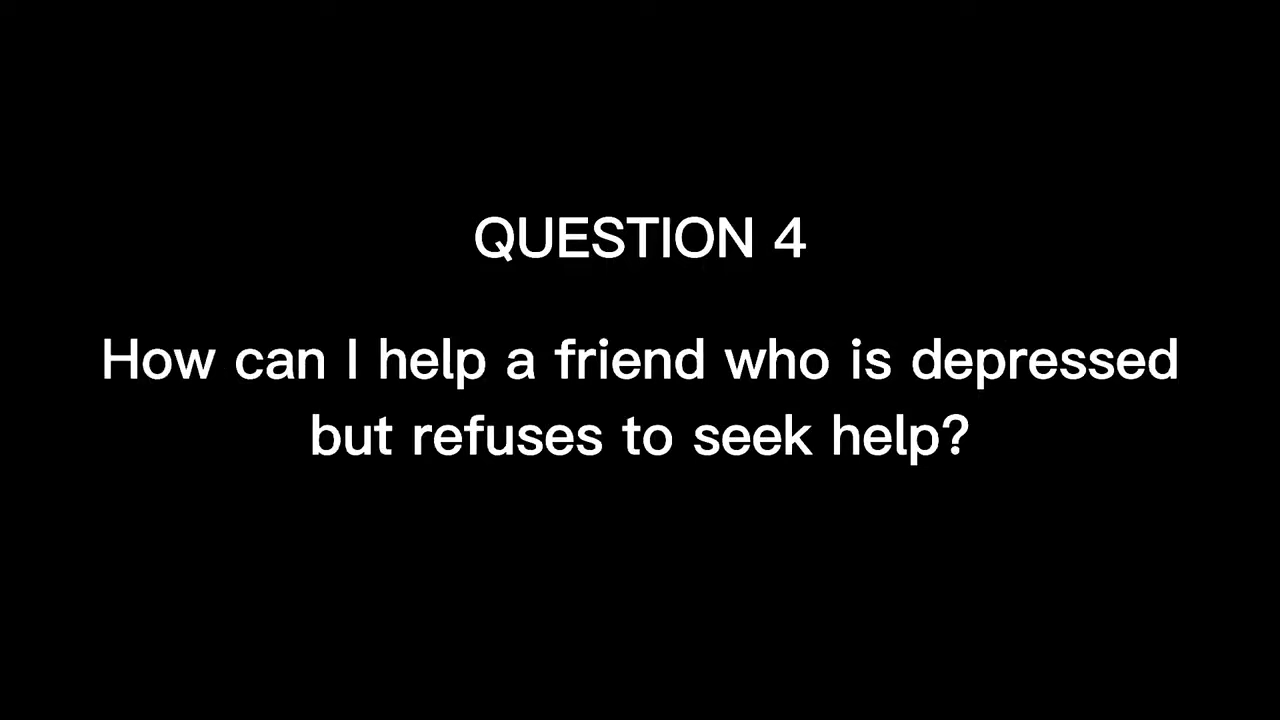 QUESTION 4
How can I help a friend who is depressed
but refuses to seek help?